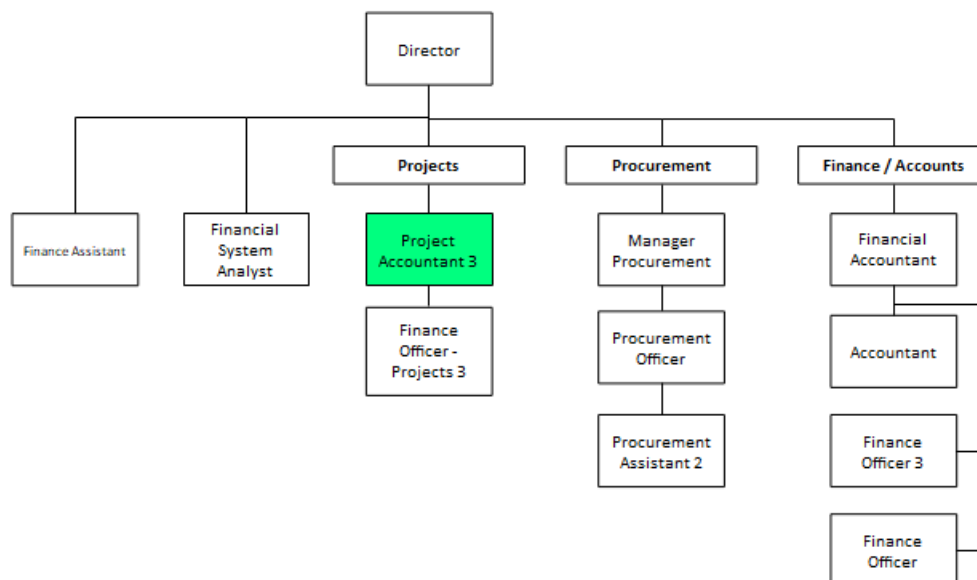 Director
Projects
Procurement
Finance / Accounts
Finance Assistant
Financial
System
Analyst
Project
Accountant 3
Manager
Procurement
Financial
Accountant
Finance
Officer -
Projects 3
Procurement
Officer
Accountant
Procurement
Assistant 2
Finance
Officer 3
Finance
Officer